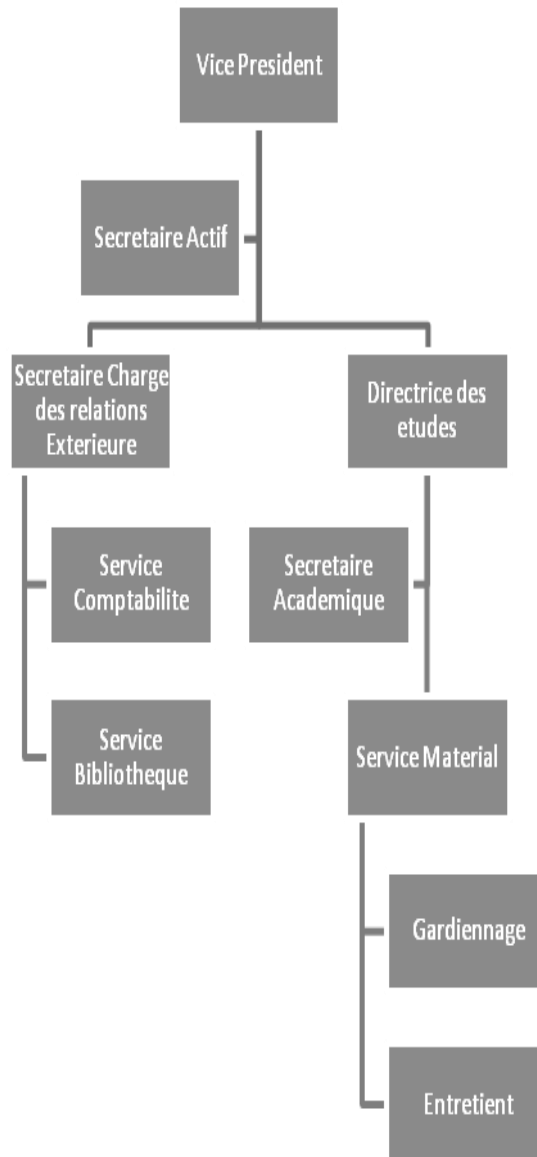 Vice President
Secretaire Actif
Secretaire Charge
des relations
Exterieure
Directrice des
etudes
Service
Comptabilite
Secretaire
Academique
Service
Bibliotheque
Service Material
Gardiennage
Entretient